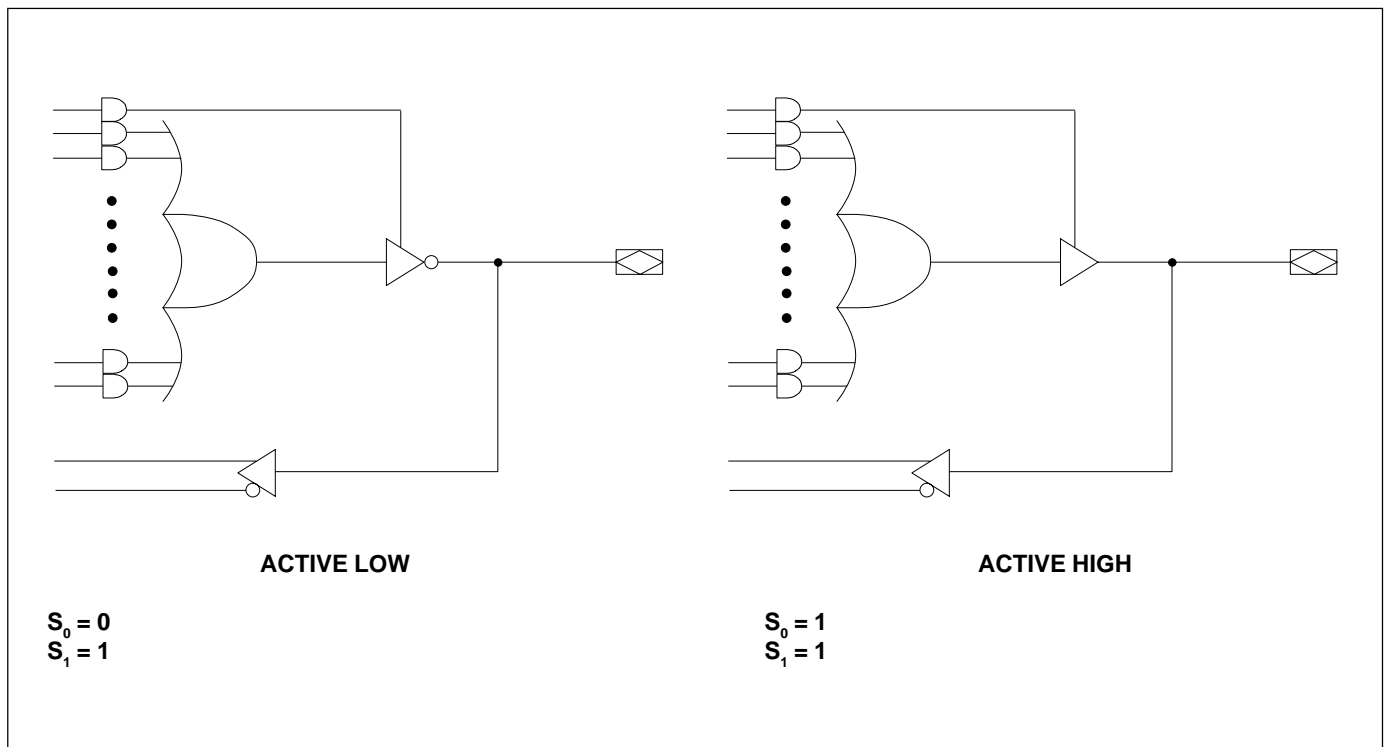 ACTIVE LOW
ACTIVE HIGH
S0 = 0
S1 = 1
S0 = 1
S1 = 1